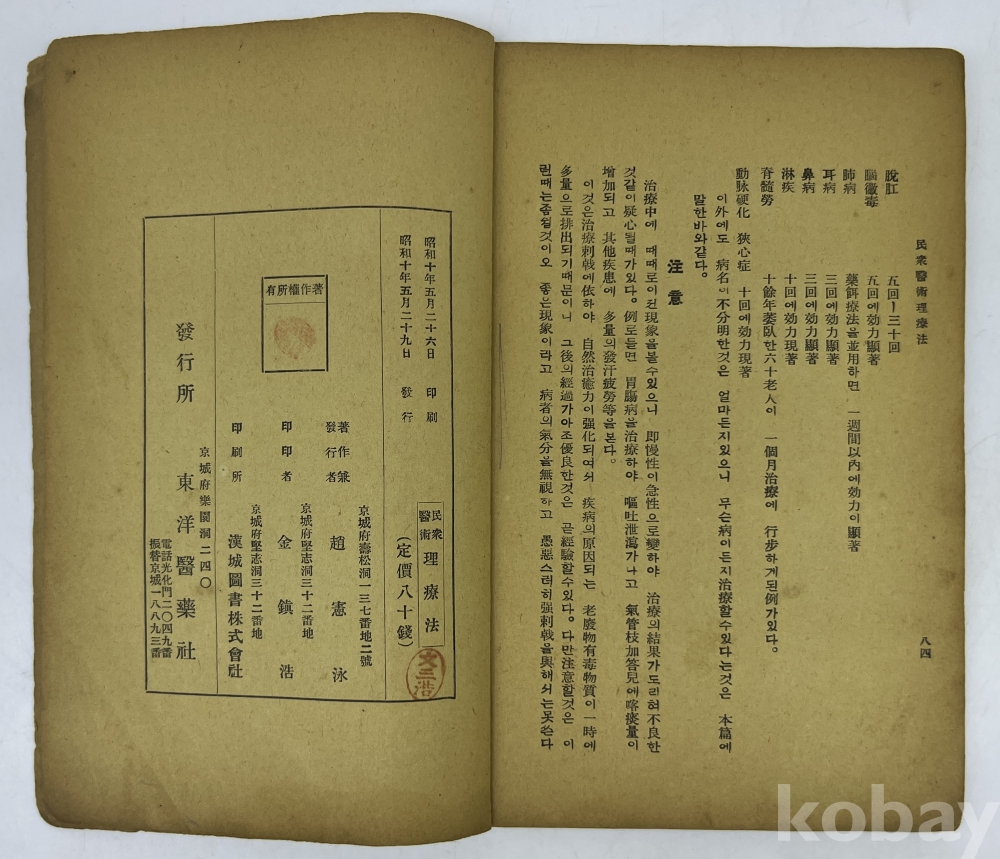 民衆醫術理療法
八四
脫肛 五回ー三十回
腦黴毒 五回에効力顯著
肺病 藥餌療法을並用하면 一週間以內에効力이顯著
耳病 三回에効力顯著
鼻病 三回에効力顯著
淋疾 十回에効力現著
脊髓勞 十餘年萎臥한六十老人이 一個月治療에 行步하게된例가있다。
動脉硬化 狹心症 十回에効力現著
이外에도 病名이不分明한것은 얼마든지있으니 무슨病이든지治療할수있다는것은 本篇에
말한바와같다。
注意
治療中에 때때로이런現象을볼수있으니 即慢性이急性으로變하야 治療의結果가도리혀不良한
것같이疑心될때가있다。例로들면 胃腸病을治療하야 嘔吐泄瀉가나고 氣管枝加答兒에喀痰量이
增加되고 其他疾患에 多量의發汗疲勞等을본다。
이것은治療刺戟에依하야 自然治癒力이强化되여서 疾病의原因되는 老廢物有毒物質이一時에
多量으로排出되기때문이니 그後의經過가아조優良한것은 곧經驗할수있다。다만注意할것은 이
런때는좀쉴것이오 좋은現象이라고 病者의氣分을無視하고 愚惡스러히强刺戟을與해서는못쓴다
昭和十年五月二十六日 印刷
昭和十年五月二十九日 發行
民衆醫術 理療法
(定價八十錢)
文三浩
著作權所有
著作兼發行者 京城府壽松洞一三七番地二號 趙憲泳
印印者 京城府堅志洞三十二番地 金鎭浩
印刷所 京城府堅志洞三十二番地 漢城圖書株式會社
發行所 京城府樂園洞二四〇 東洋醫藥社
電話光化門二〇四九番
振替京城一八八九三番
kobay